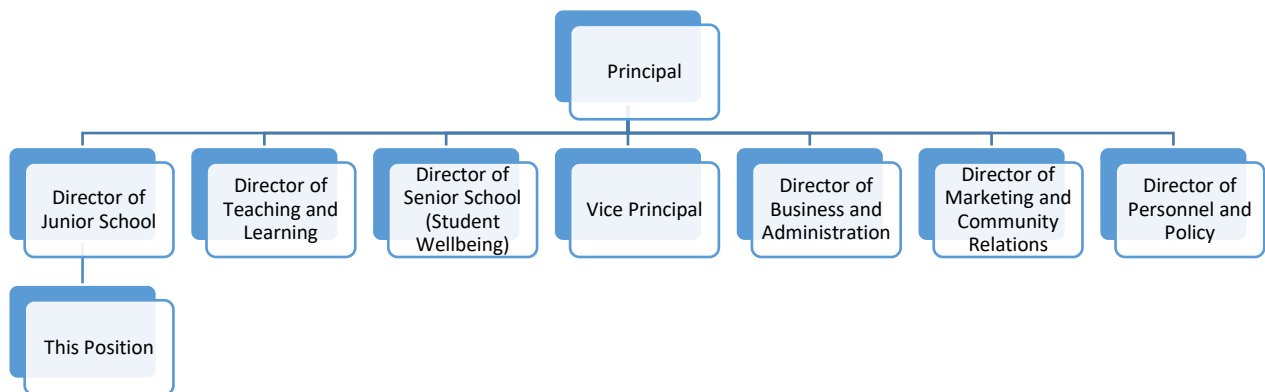 Principal
Director of
Junior School
Director of
Teaching and
Learning
Director of
Senior School
(Student
Wellbeing)
Vice Principal
Director of
Business and
Administration
Director of
Marketing and
Community
Relations
Director of
Personnel and
Policy
This Position